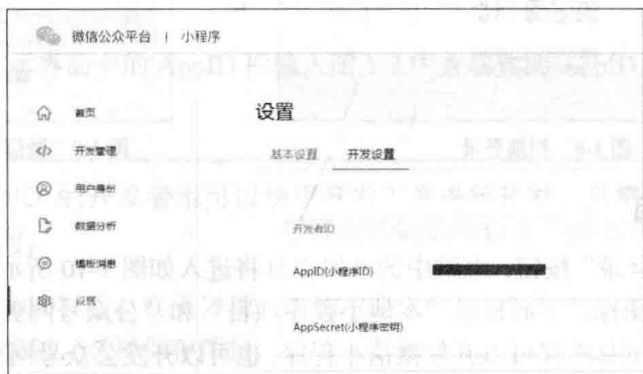 微信公众平台 | 小程序
首页
设置
开发管理
基本设置 开发设置
用户身份
数据分析
开发者ID
模板消息
AppID(小程序ID)
设置
AppSecret(小程序密钥)